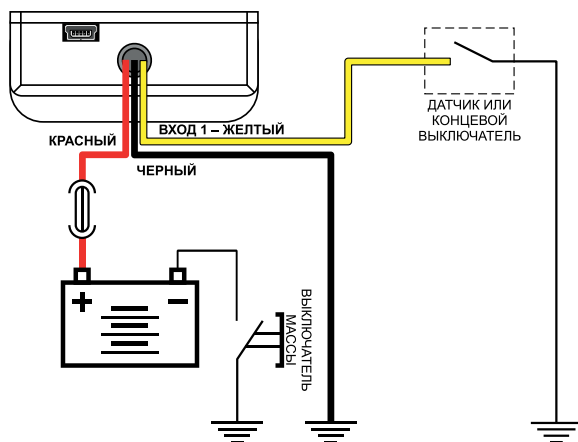 ВХОД 1 – ЖЕЛТЫЙ
КРАСНЫЙ
ЧЕРНЫЙ
ДАТЧИК ИЛИ
КОНЦЕВОЙ
ВЫКЛЮЧАТЕЛЬ
+ –
ВЫКЛЮЧАТЕЛЬ
МАССЫ